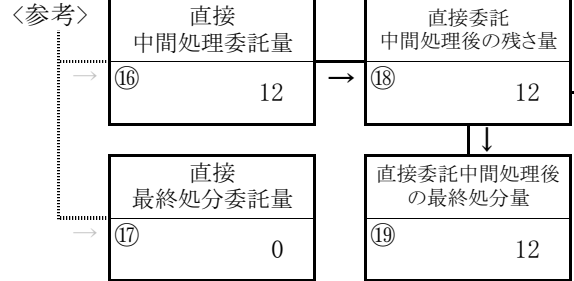 〈参考〉
直接
中間処理委託量
→
⑯
12
→
直接委託
中間処理後の残さ量
⑱
12
↓
直接
最終処分委託量
→
⑰
0
直接委託中間処理後
の最終処分量
⑲
12